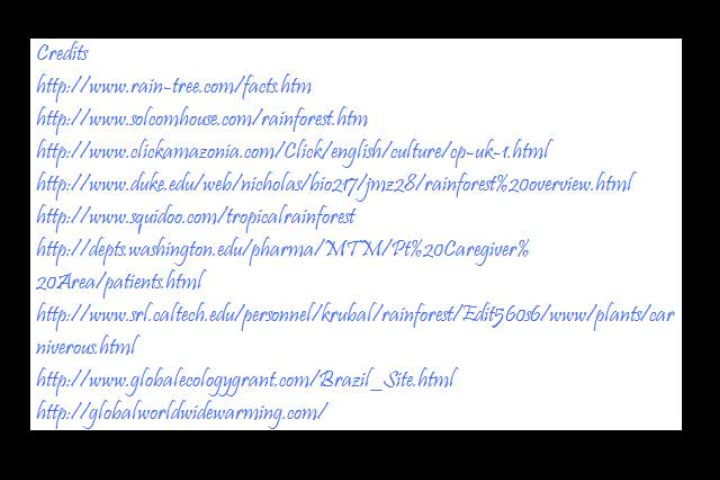 Credits
http://www.rain-tree.com/facts.htm
http://www.solcomhouse.com/rainforest.htm
http://www.clickamazonia.com/Click/english/culture/cp-uk-1.html
http://www.duke.edu/web/nicholas/bio217/jmz28/rainforest%20overview.html
http://www.squidoo.com/tropicalrainforest
http://depts.washington.edu/pharma/MTM/Pt%20Caregiver%
20Area/patients.html
http://www.srl.caltech.edu/personnel/krubal/rainforest/Edit560s6/www/plants/car
niverous.html
http://www.globalecologygrant.com/Brazil_Site.html
http://globalworldwidewarming.com/